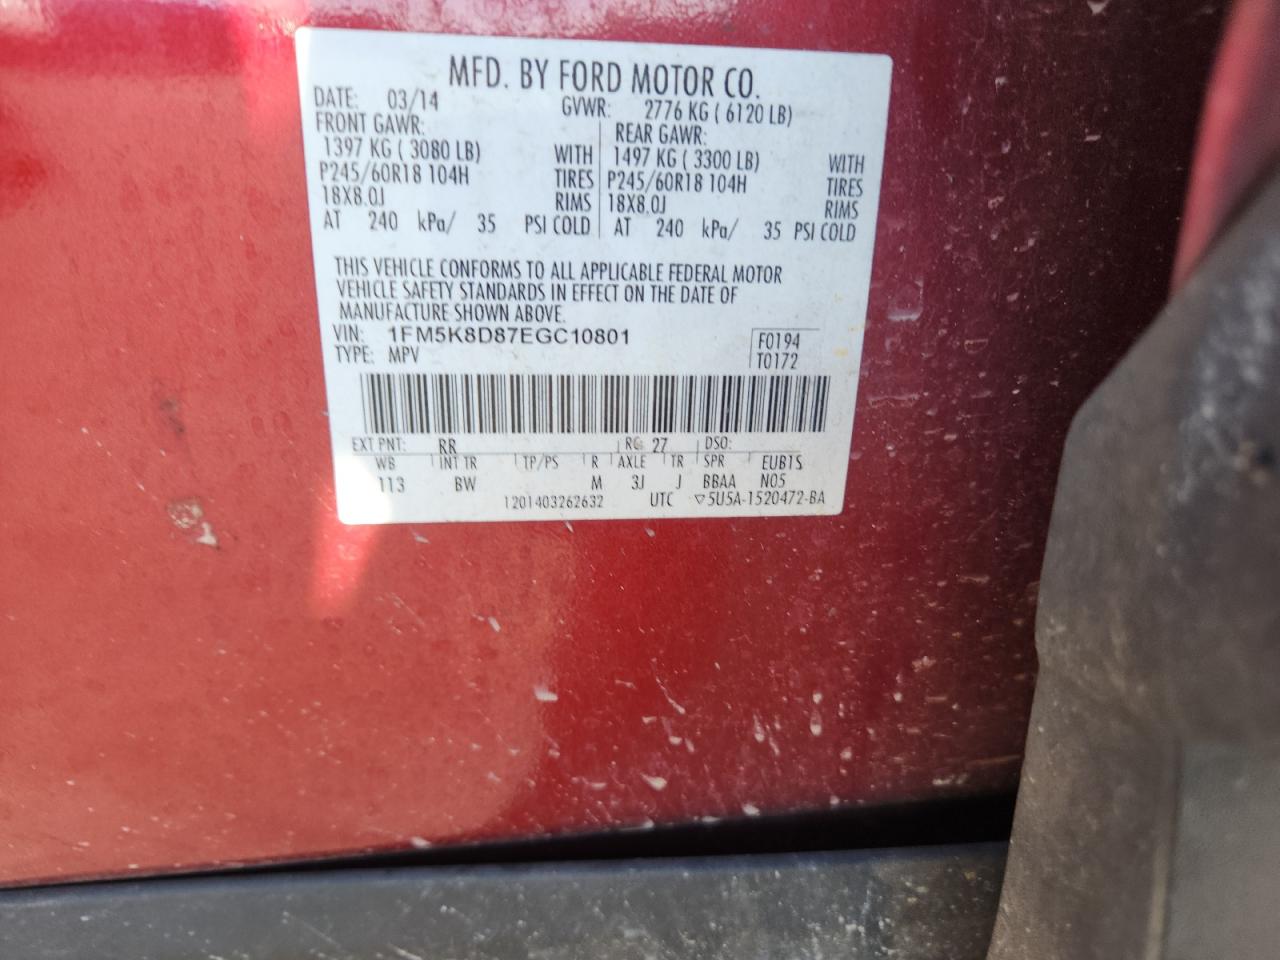 MFD. BY FORD MOTOR CO.
DATE: 03/14 GVWR: 2776 KG ( 6120 LB)
FRONT GAWR: REAR GAWR:
1397 KG ( 3080 LB) WITH 1497 KG ( 3300 LB) WITH
P245/60R18 104H TIRES P245/60R18 104H TIRES
18X8.0J RIMS 18X8.0J RIMS
AT 240 kPa/ 35 PSI COLD AT 240 kPa/ 35 PSI COLD
THIS VEHICLE CONFORMS TO ALL APPLICABLE FEDERAL MOTOR
VEHICLE SAFETY STANDARDS IN EFFECT ON THE DATE OF
MANUFACTURE SHOWN ABOVE.
VIN: 1FM5K8D87EGC10801 F0194
TYPE: MPV T0172
EXT PNT: RR RC: 27 DSO:
WB INT TR TP/PS R AXLE TR SPR EUB1S
113 BW M 3J J BBAA N05
1201403262632 UTC ▽5U5A-1520472-BA